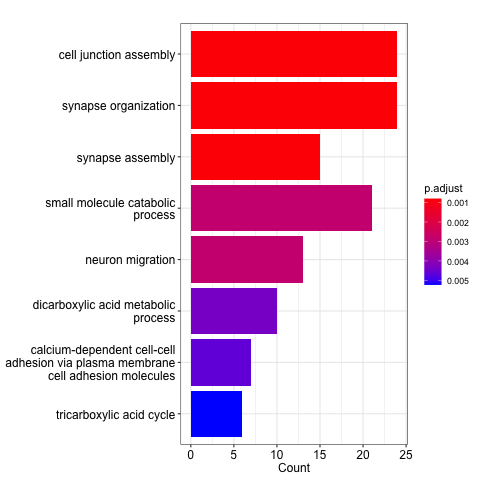 cell junction assembly
synapse organization
synapse assembly
small molecule catabolic
process
neuron migration
dicarboxylic acid metabolic
process
calcium-dependent cell-cell
adhesion via plasma membrane
cell adhesion molecules
tricarboxylic acid cycle
0 5 10 15 20 25
Count
p.adjust
0.001
0.002
0.003
0.004
0.005